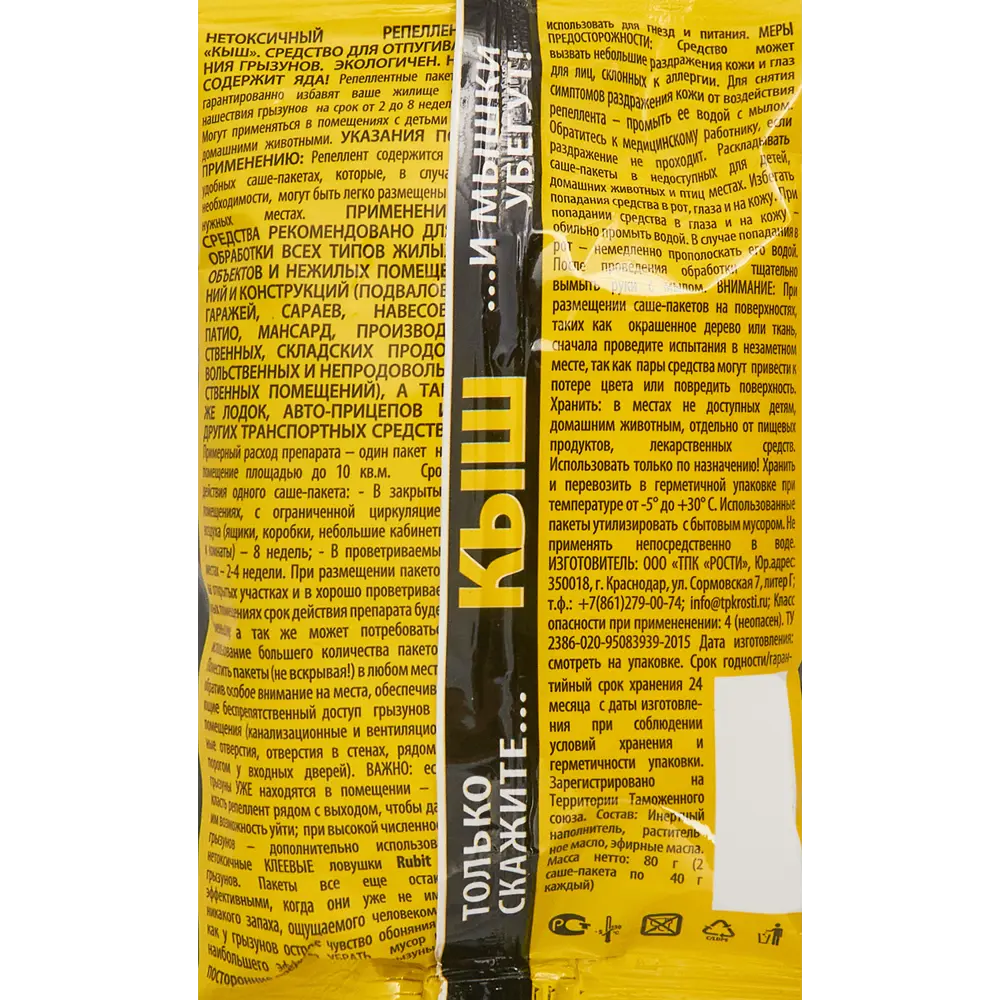 НЕТОКСИЧНЫЙ РЕПЕЛЛЕН
«КЫШ». СРЕДСТВО ДЛЯ ОТПУГИВА
НИЯ ГРЫЗУНОВ. ЭКОЛОГИЧЕН. Н
СОДЕРЖИТ ЯДА! Репеллентные паке
гарантированно избавят ваше жилище
нашествия грызунов на срок от 2 до 8 недел
Могут применяться в помещениях с детьми
домашними животными. УКАЗАНИЯ П
ПРИМЕНЕНИЮ: Репеллент содержится
удобных саше-пакетах, которые, в случа
необходимости, могут быть легко размещены
нужных местах. ПРИМЕНЕНИ
СРЕДСТВА РЕКОМЕНДОВАНО ДЛ
ОБРАБОТКИ ВСЕХ ТИПОВ ЖИЛЫ
ОБЪЕКТОВ И НЕЖИЛЫХ ПОМЕЩЕ
НИЙ И КОНСТРУКЦИЙ (ПОДВАЛОВ
ГАРАЖЕЙ, САРАЕВ, НАВЕСОВ
ПАТИО, МАНСАРД, ПРОИЗВОД
СТВЕННЫХ, СКЛАДСКИХ ПРОДО
ВОЛЬСТВЕННЫХ И НЕПРОДОВОЛЬ
СТВЕННЫХ ПОМЕЩЕНИЙ), А ТАК
ЖЕ ЛОДОК, АВТО-ПРИЦЕПОВ И
ДРУГИХ ТРАНСПОРТНЫХ СРЕДСТВ
Примерный расход препарата – один пакет н
помещение площадью до 10 кв.м. Сро
действия одного саше-пакета: - В закрыты
помещениях, с ограниченной циркуляцие
воздуха (ящики, коробки, небольшие кабинет
и комнаты) – 8 недель; - В проветриваемы
местах – 2-4 недели. При размещении пакето
на открытых участках и в хорошо проветривае
мых помещениях срок действия препарата буде
меньше, а так же может потребоватьс
использование большего количества пакето
Поместить пакеты (не вскрывая!) в любом мест
обратив особое внимание на места, обеспечив
ющие беспрепятственный доступ грызунов
помещения (канализационные и вентиляцио
ные отверстия, отверстия в стенах, рядом
порогом у входных дверей). ВАЖНО: ес
грызуны УЖЕ находятся в помещении –
класть репеллент рядом с выходом, чтобы да
им возможность уйти; при высокой численно
грызунов – дополнительно использов
нетоксичные КЛЕЕВЫЕ ловушки Rubit
грызунов. Пакеты все еще оста
эффективными, когда они уже не им
никакого запаха, ощущаемого человеком
как у грызунов острое чувство обоняния
наибольшего УБРАТЬ мусор
посторонние
ТОЛЬКО
СКАЖИТЕ....
КЫШ
...И МЫШКИ
УБЕГУТ!
использовать для гнезд и питания. МЕРЫ
ПРЕДОСТОРОЖНОСТИ: Средство может
вызвать небольшие раздражения кожи и глаз
для лиц, склонных к аллергии. Для снятия
симптомов раздражения кожи от воздействия
репеллента – промыть ее водой с мылом.
Обратитесь к медицинскому работнику, если
раздражение не проходит. Раскладывать
саше-пакеты в недоступных для детей,
домашних животных и птиц местах. Избегать
попадания средства в рот, глаза и на кожу. При
попадании средства в глаза и на кожу -
обильно промыть водой. В случае попадания в
рот – немедленно прополоскать его водой.
После проведения обработки тщательно
вымыть руки с мылом. ВНИМАНИЕ: При
размещении саше-пакетов на поверхностях,
таких как окрашенное дерево или ткань,
сначала проведите испытания в незаметном
месте, так как пары средства могут привести к
потере цвета или повредить поверхность.
Хранить: в местах не доступных детям,
домашним животным, отдельно от пищевых
продуктов, лекарственных средств.
Использовать только по назначению! Хранить
и перевозить в герметичной упаковке при
температуре от -5° до +30° С. Использованные
пакеты утилизировать с бытовым мусором. Не
применять непосредственно в воде.
ИЗГОТОВИТЕЛЬ: ООО «ТПК «РОСТИ», Юр.адрес:
350018, г. Краснодар, ул. Сормовская 7, литер Г;
т.ф.: +7(861)279-00-74; info@tpkrosti.ru; Класс
опасности при применении: 4 (неопасен). ТУ
2386-020-95083939-2015 Дата изготовления:
смотреть на упаковке. Срок годности/гаран-
тийный срок хранения 24
месяца с даты изготовле-
ния при соблюдении
условий хранения и
герметичности упаковки.
Зарегистрировано на
Территории Таможенного
союза. Состав: Инертный
наполнитель, раститель-
ное масло, эфирные масла.
Масса нетто: 80 г (2
саше-пакета по 40 г
каждый)